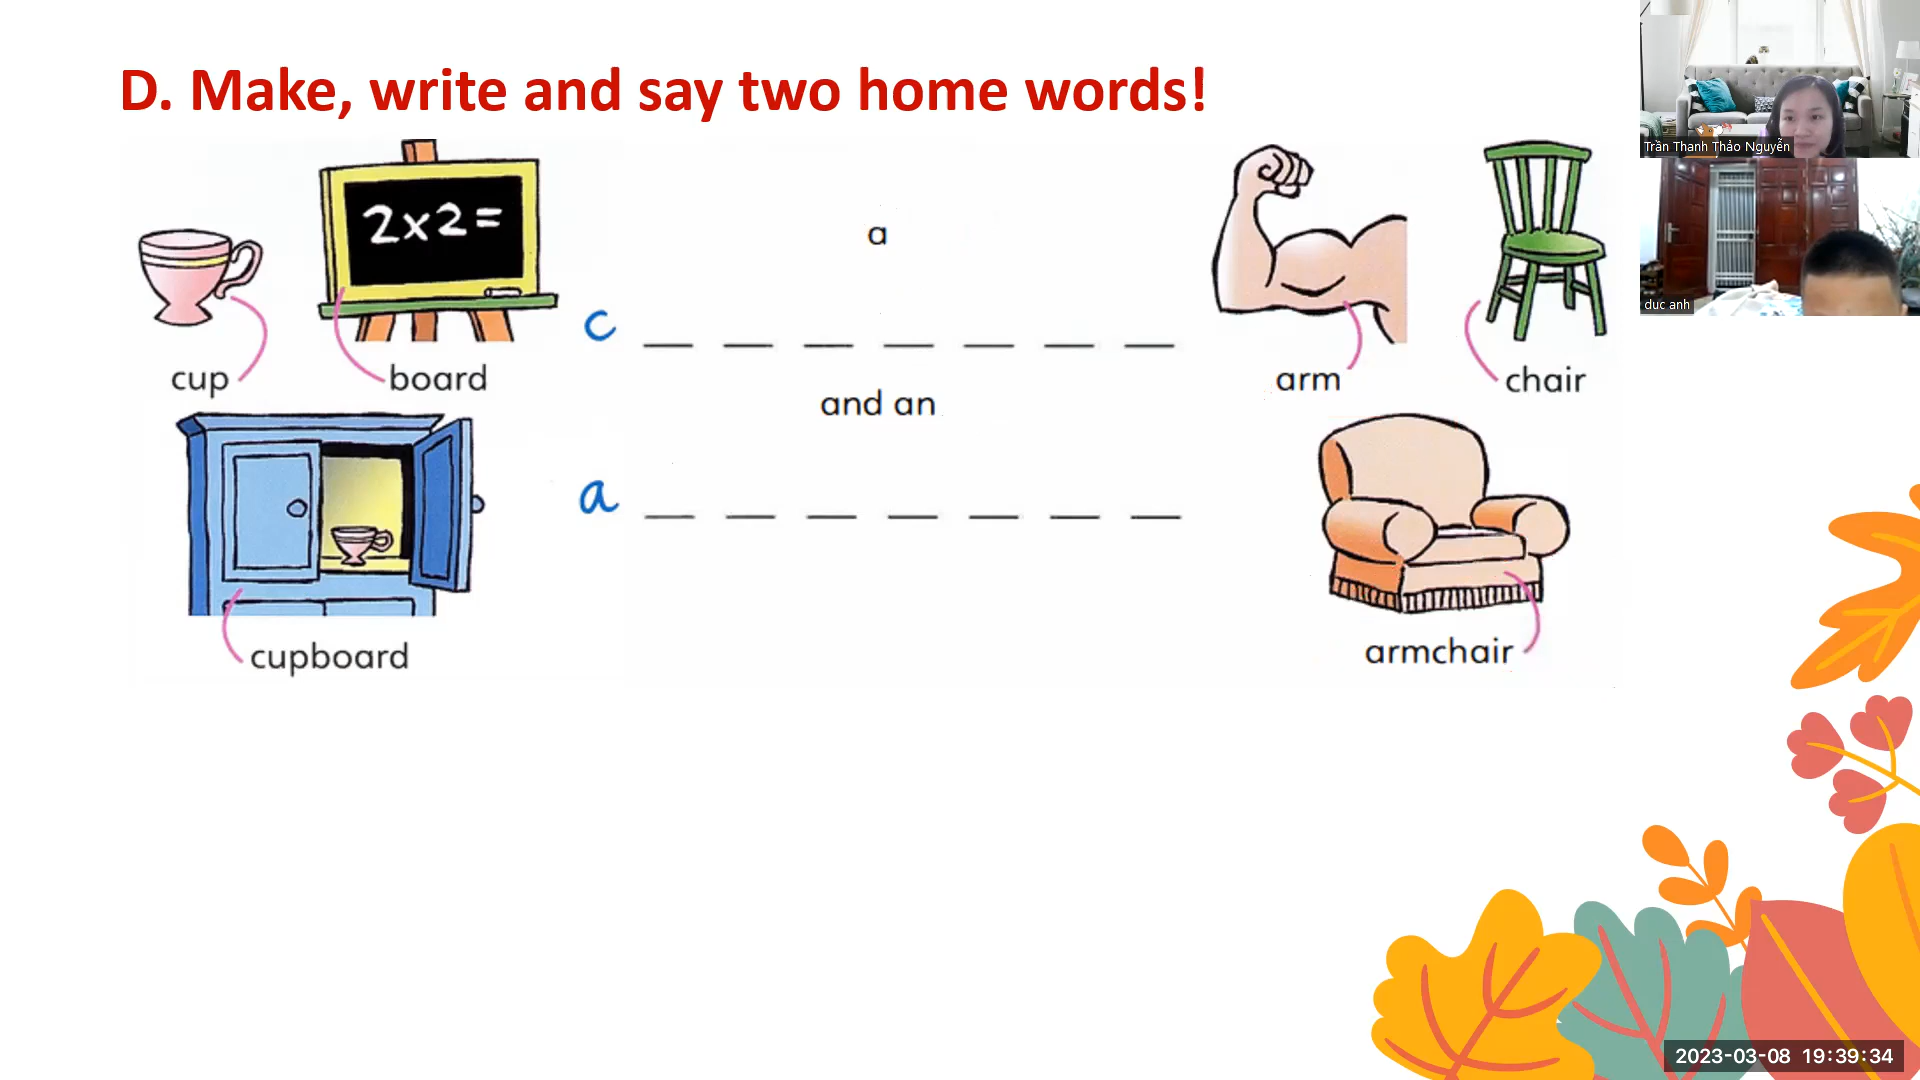 D. Make, write and say two home words!
2x2=
cup
board
a
c _ _ _ _ _ _ _
and an
a _ _ _ _ _ _ _
arm
chair
cupboard
armchair
Trần Thanh Thảo Nguyễn
duc anh
2023-03-08 19:39:34